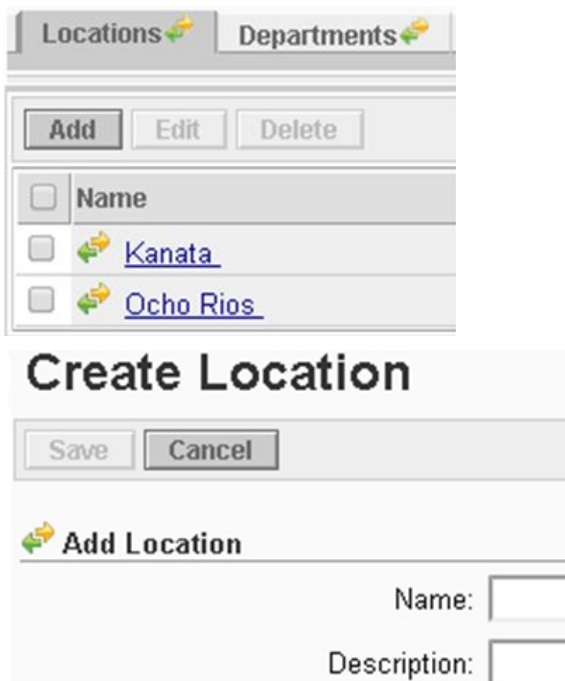 Locations Departments
Add Edit Delete
Name
Kanata
Ocho Rios
Create Location
Save Cancel
Add Location
Name:
Description: